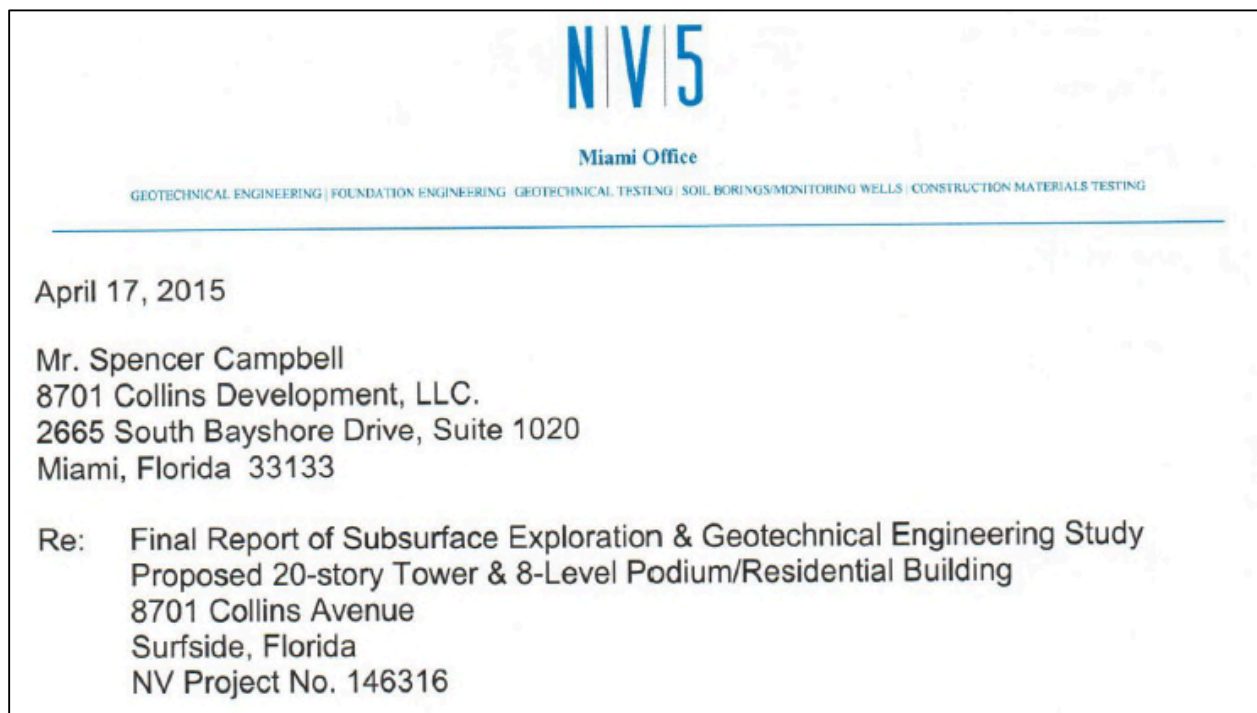 N|V|5
Miami Office
GEOTECHNICAL ENGINEERING | FOUNDATION ENGINEERING GEOTECHNICAL TESTING | SOIL BORINGS/MONITORING WELLS | CONSTRUCTION MATERIALS TESTING
April 17, 2015
Mr. Spencer Campbell
8701 Collins Development, LLC.
2665 South Bayshore Drive, Suite 1020
Miami, Florida 33133
Re: Final Report of Subsurface Exploration & Geotechnical Engineering Study
Proposed 20-story Tower & 8-Level Podium/Residential Building
8701 Collins Avenue
Surfside, Florida
NV Project No. 146316